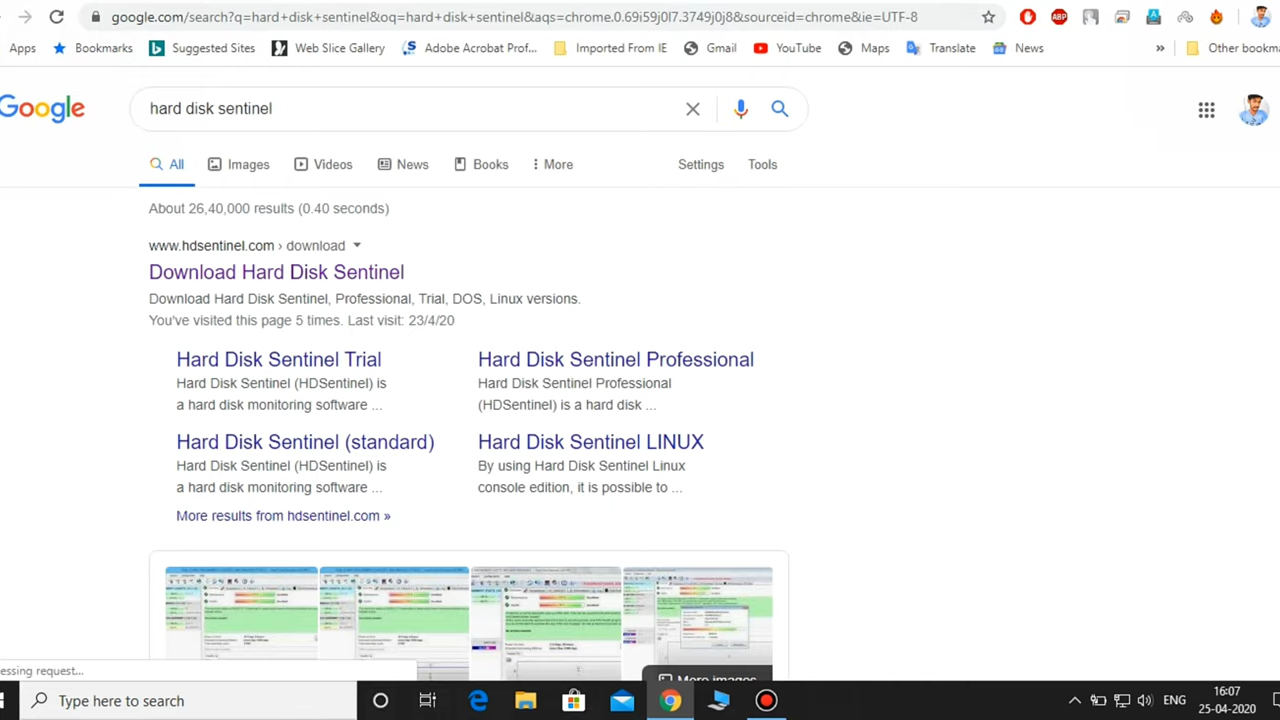 google.com/search?q=hard+disk+sentinel&oq=hard+disk+sentinel&aqs=chrome.0.69i59j0l7.3749j0j8&sourceid=chrome&ie=UTF-8
ABP
Apps Bookmarks Suggested Sites Web Slice Gallery Adobe Acrobat Prof... Imported From IE Gmail YouTube Maps Translate News » Other bookma
Google
hard disk sentinel
All Images Videos News Books More Settings Tools
About 26,40,000 results (0.40 seconds)
www.hdsentinel.com › download
Download Hard Disk Sentinel
Download Hard Disk Sentinel, Professional, Trial, DOS, Linux versions.
You've visited this page 5 times. Last visit: 23/4/20
Hard Disk Sentinel Trial
Hard Disk Sentinel (HDSentinel) is
a hard disk monitoring software ...
Hard Disk Sentinel Professional
Hard Disk Sentinel Professional
(HDSentinel) is a hard disk ...
Hard Disk Sentinel (standard)
Hard Disk Sentinel (HDSentinel) is
a hard disk monitoring software ...
Hard Disk Sentinel LINUX
By using Hard Disk Sentinel Linux
console edition, it is possible to ...
More results from hdsentinel.com »
More images
essing request...
Type here to search
ENG
16:07
25-04-2020